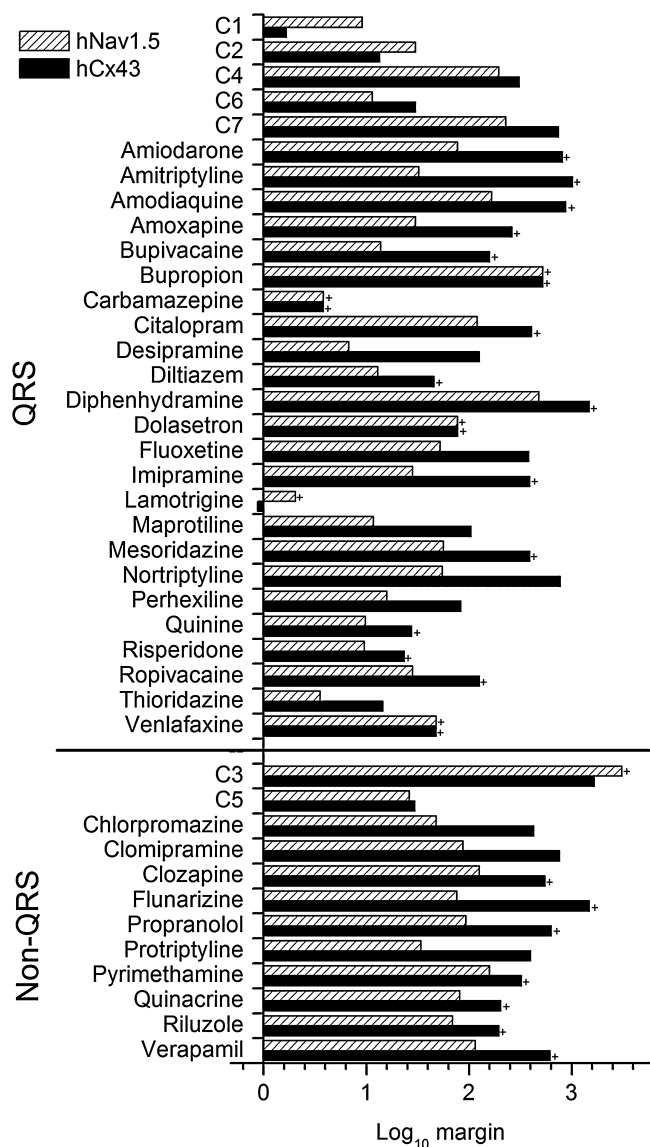 hNav1.5
hCx43
QRS
C1
C2
C4
C6
C7
Amiodarone +
Amitriptyline +
Amodiaquine +
Amoxapine +
Bupivacaine +
Bupropion + +
Carbamazepine + +
Citalopram +
Desipramine
Diltiazem +
Diphenhydramine +
Dolasetron + +
Fluoxetine
Imipramine +
Lamotrigine +
Maprotiline
Mesoridazine +
Nortriptyline
Perhexiline
Quinine +
Risperidone +
Ropivacaine +
Thioridazine
Venlafaxine + +
Non-QRS
C3 +
C5
Chlorpromazine
Clomipramine
Clozapine +
Flunarizine +
Propranolol +
Protriptyline
Pyrimethamine +
Quinacrine +
Riluzole +
Verapamil +
0 1 2 3
Log10 margin